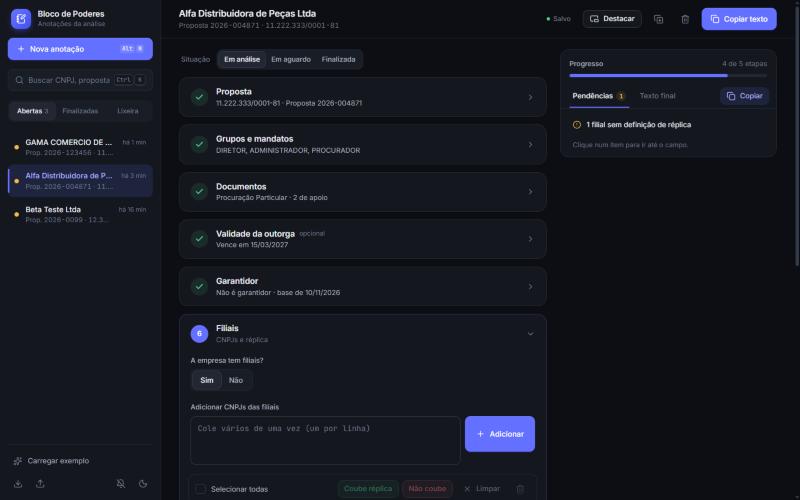 Bloco de Poderes
Anotações da análise
Nova anotação Alt N
Buscar CNPJ, proposta Ctrl K
Abertas 3 Finalizadas Lixeira
GAMA COMERCIO DE ... há 1 min
Prop. 2026-123456 · 11....
Alfa Distribuidora de P... há 3 min
Prop. 2026-004871 · 11....
Beta Teste Ltda há 16 min
Prop. 2026-0099 · 12.3...
Carregar exemplo
Alfa Distribuidora de Peças Ltda
Proposta 2026-004871 · 11.222.333/0001-81
Salvo
Destacar
Copiar texto
Situação Em análise Em aguardo Finalizada
Proposta
11.222.333/0001-81 · Proposta 2026-004871
Grupos e mandatos
DIRETOR, ADMINISTRADOR, PROCURADOR
Documentos
Procuração Particular · 2 de apoio
Validade da outorga opcional
Vence em 15/03/2027
Garantidor
Não é garantidor · base de 10/11/2026
6 Filiais
CNPJs e réplica
A empresa tem filiais?
Sim Não
Adicionar CNPJs das filiais
Cole vários de uma vez (um por linha)
Adicionar
Selecionar todas Coube réplica Não coube Limpar
Progresso 4 de 5 etapas
Pendências 1 Texto final Copiar
1 filial sem definição de réplica
Clique num item para ir até o campo.